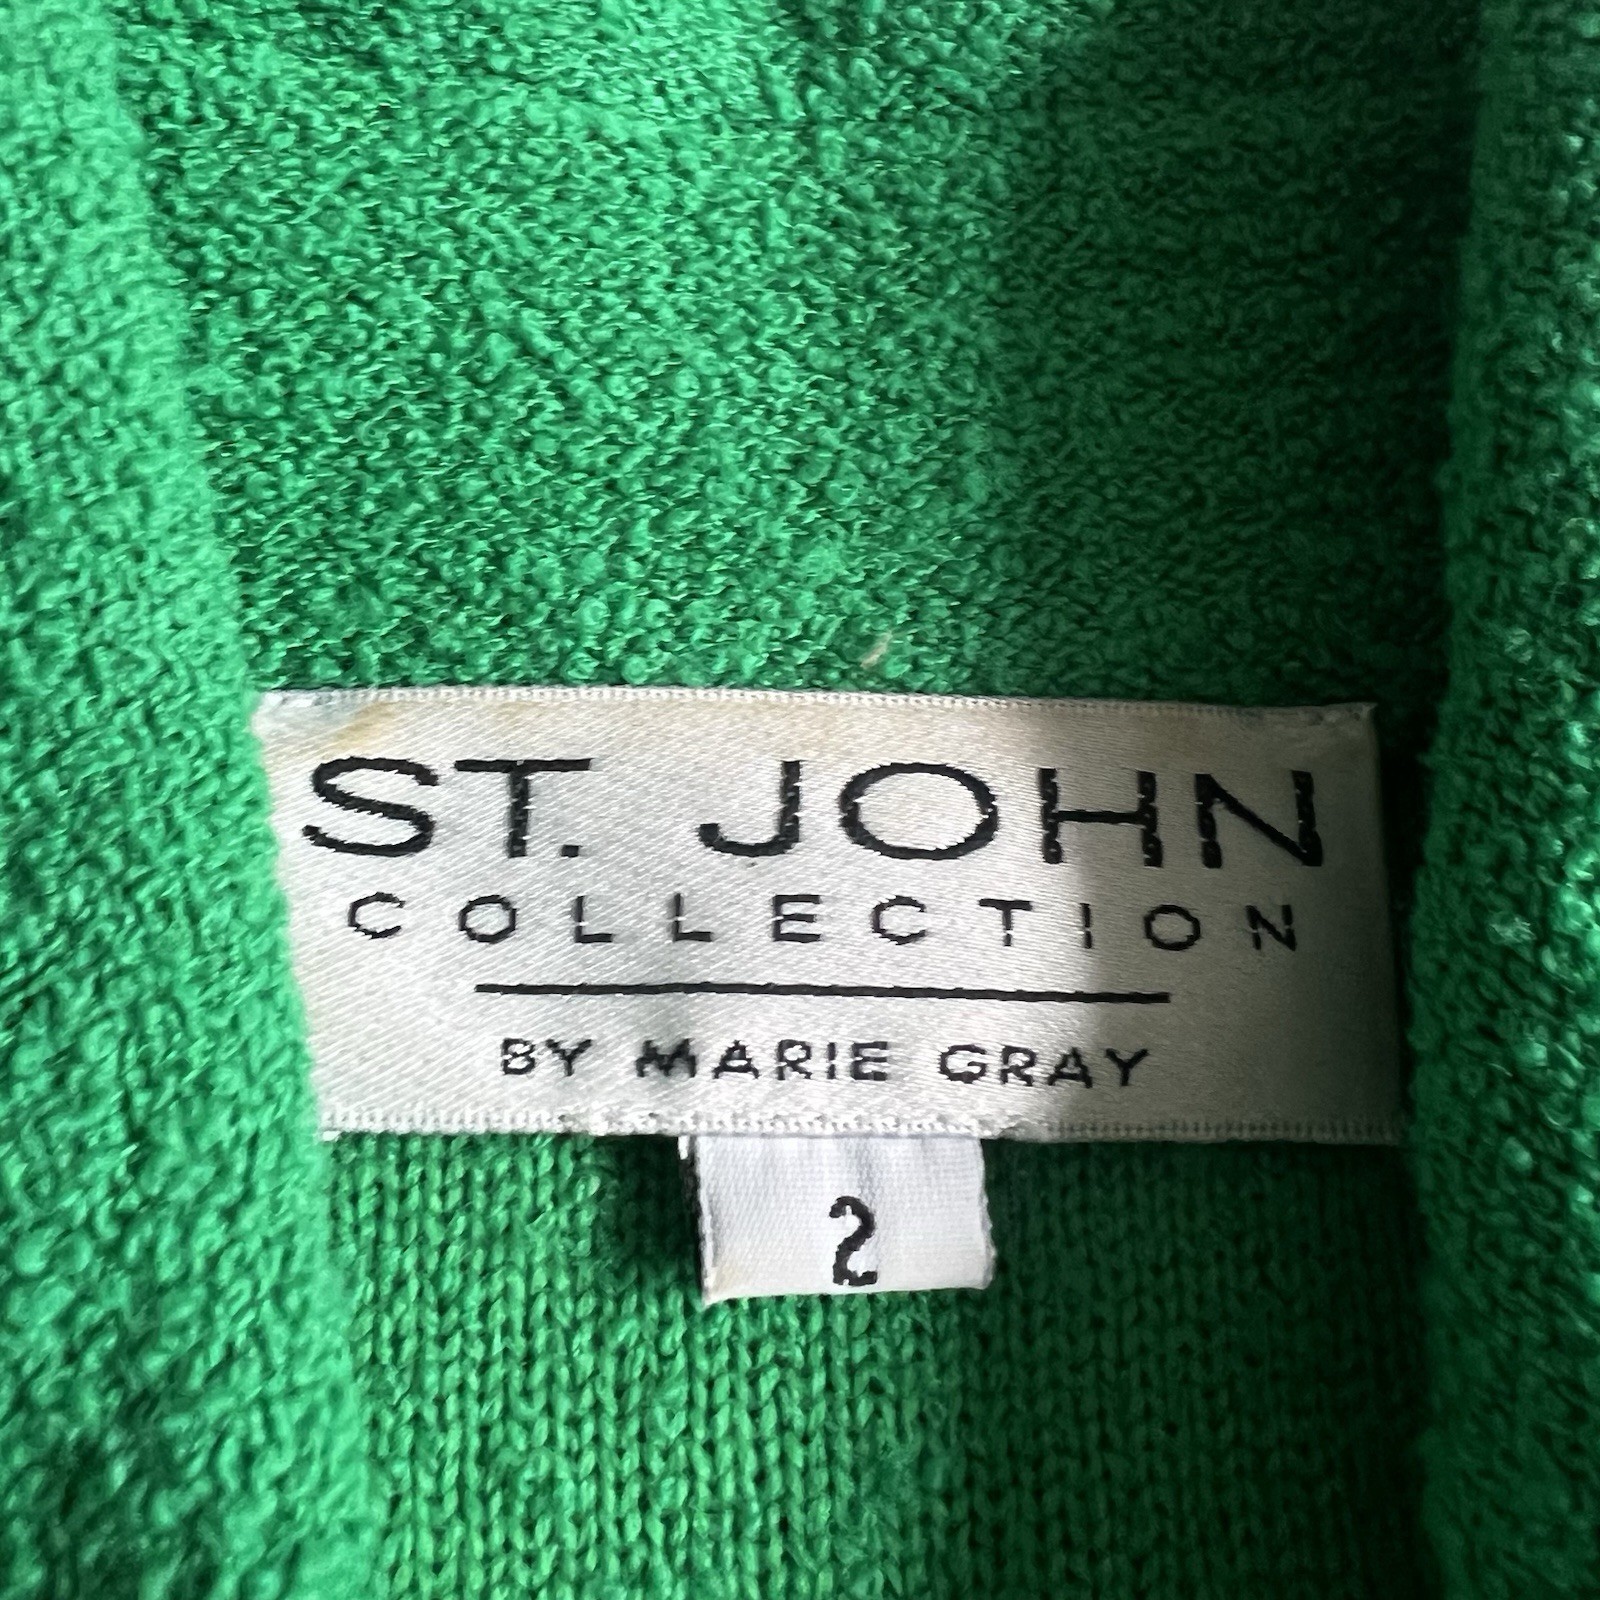 ST. JOHN
COLLECTION
BY MARIE GRAY
2